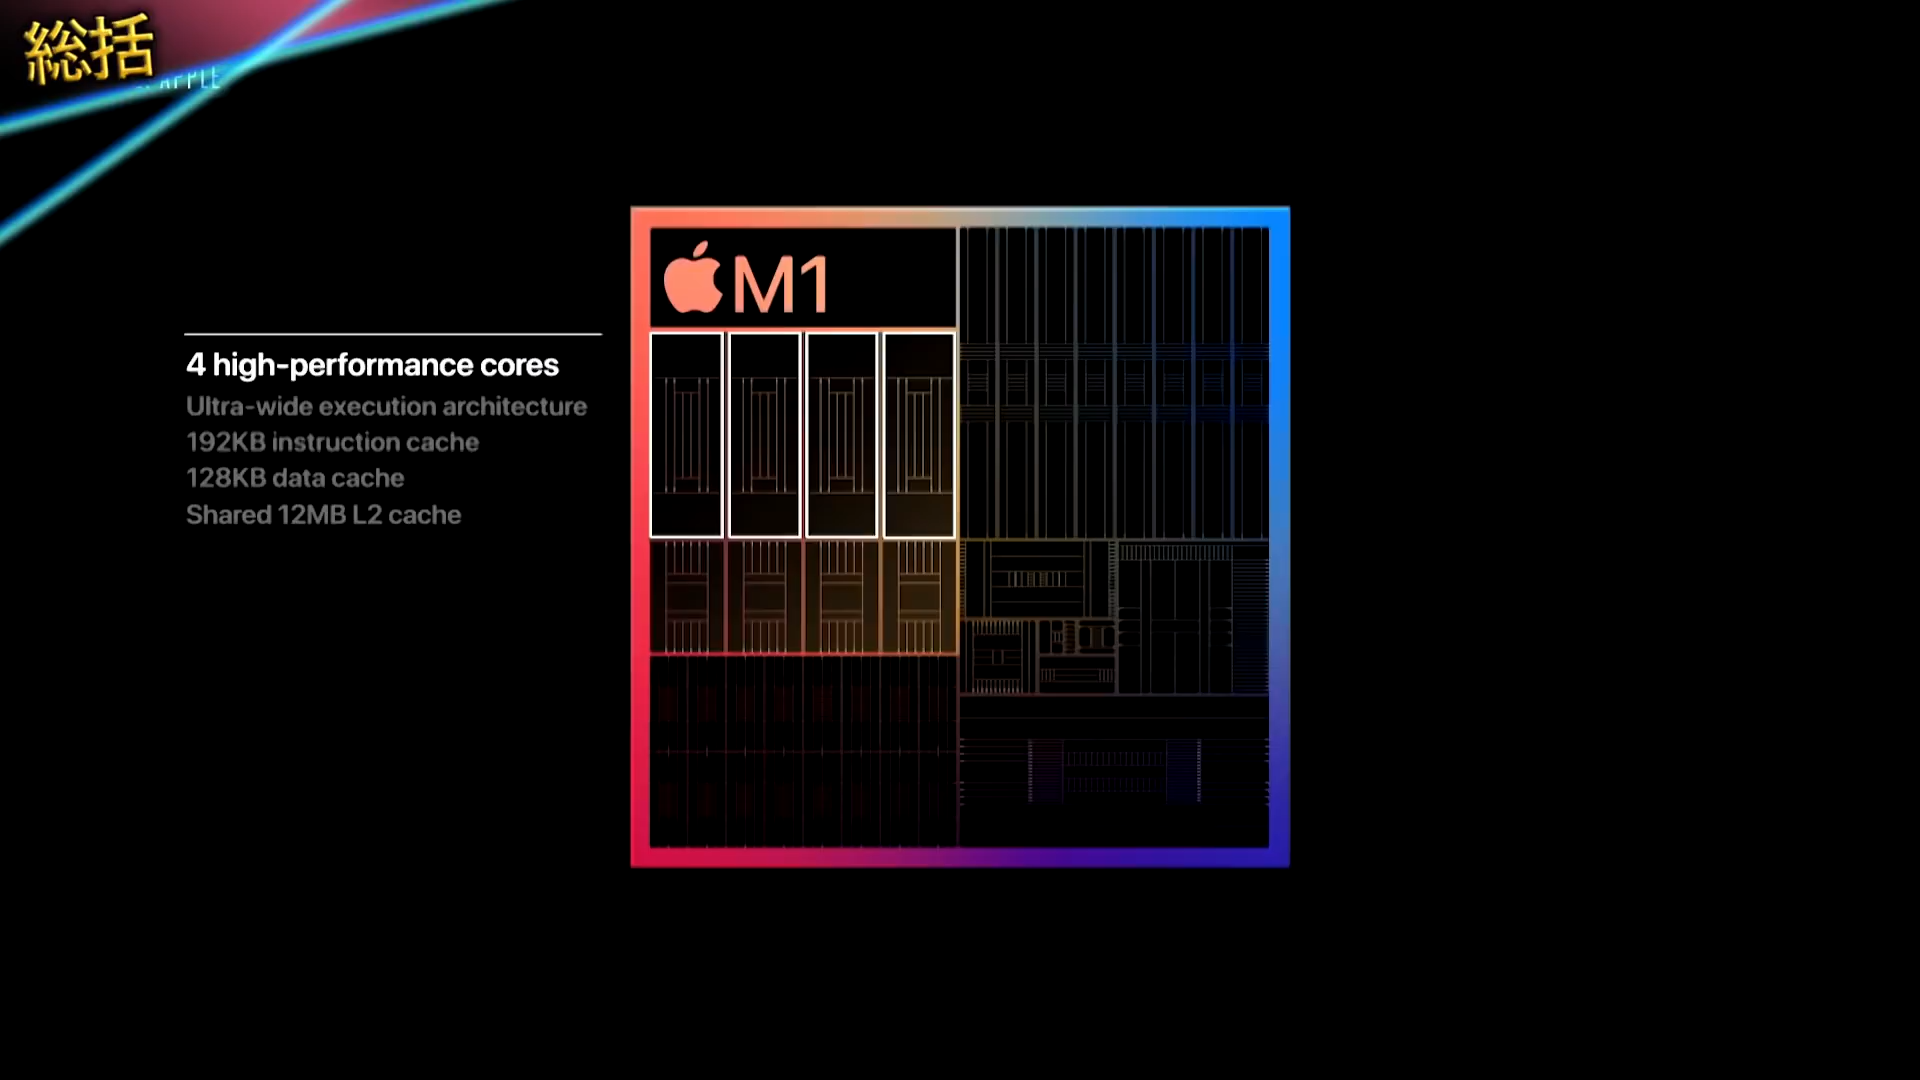 総括
APPLE
M1
4 high-performance cores
Ultra-wide execution architecture
192KB instruction cache
128KB data cache
Shared 12MB L2 cache